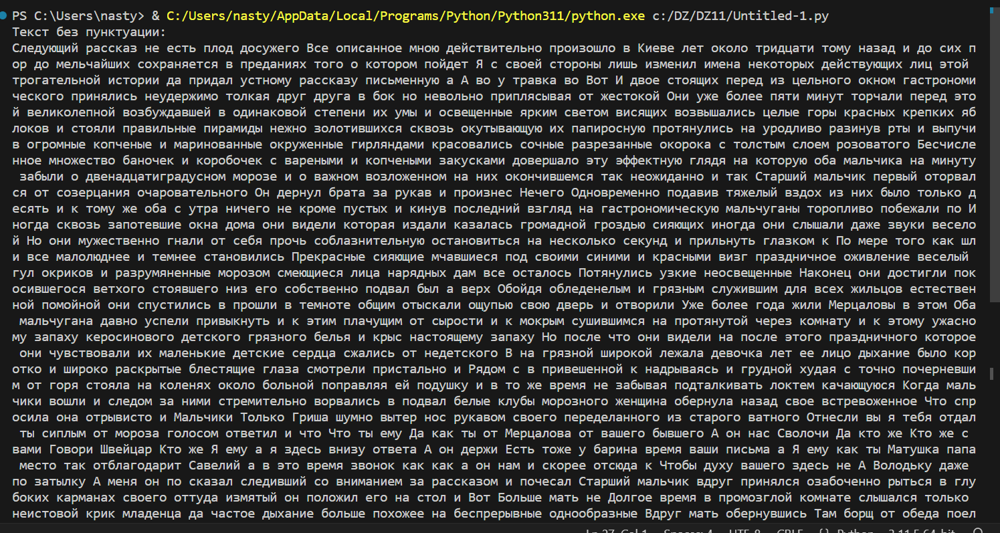 PS C:\Users\nasty> & C:/Users/nasty/AppData/Local/Programs/Python/Python311/python.exe c:/DZ/DZ11/Untitled-1.py
Текст без пунктуации:
Следующий рассказ не есть плод досужего Все описанное мною действительно произошло в Киеве лет около тридцати тому назад и до сих п
ор до мельчайших сохраняется в преданиях того о котором пойдет Я с своей стороны лишь изменил имена некоторых действующих лиц этой
трогательной истории да придал устному рассказу письменную а А во у травка во Вот И двое стоящих перед из цельного окном гастрономи
ческого принялись неудержимо толкая друг друга в бок но невольно приплясывая от жестокой Они уже более пяти минут торчали перед это
й великолепной возбуждавшей в одинаковой степени их умы и освещенные ярким светом висящих возвышались целые горы красных крепких яб
локов и стояли правильные пирамиды нежно золотившихся сквозь окутывающую их папиросную протянулись на уродливо разинув рты и выпучи
в огромные копченые и маринованные окруженные гирляндами красовались сочные разрезанные окорока с толстым слоем розоватого Бесчисле
нное множество баночек и коробочек с вареными и копчеными закусками довершало эту эффектную глядя на которую оба мальчика на минуту
забыли о двенадцатиградусном морозе и о важном возложенном на них окончившемся так неожиданно и так Старший мальчик первый оторвал
ся от созерцания очаровательного Он дернул брата за рукав и произнес Нечего Одновременно подавив тяжелый вздох из них было только д
есять и к тому же оба с утра ничего не кроме пустых и кинув последний взгляд на гастрономическую мальчуганы торопливо побежали по И
ногда сквозь запотевшие окна дома они видели которая издали казалась громадной гроздью сияющих иногда они слышали даже звуки весело
й Но они мужественно гнали от себя прочь соблазнительную остановиться на несколько секунд и прильнуть глазком к По мере того как шл
и все малолюднее и темнее становились Прекрасные сияющие мчавшиеся под своими синими и красными визг праздничное оживление веселый
гул окриков и разрумяненные морозом смеющиеся лица нарядных дам все осталось Потянулись узкие неосвещенные Наконец они достигли пок
осившегося ветхого стоявшего низ его собственно подвал был а верх Обойдя обледенелым и грязным служившим для всех жильцов естествен
ной помойной они спустились в прошли в темноте общим отыскали ощупью свою дверь и отворили Уже более года жили Мерцаловы в этом Оба
мальчугана давно успели привыкнуть и к этим плачущим от сырости и к мокрым сушившимся на протянутой через комнату и к этому ужасно
му запаху керосинового детского грязного белья и крыс настоящему запаху Но после что они видели на после этого праздничного которое
они чувствовали их маленькие детские сердца сжались от недетского В на грязной широкой лежала девочка лет ее лицо дыхание было кор
отко и широко раскрытые блестящие глаза смотрели пристально и Рядом с в привешенной к надрываясь и грудной худая с точно почерневши
м от горя стояла на коленях около больной поправляя ей подушку и в то же время не забывая подталкивать локтем качающуюся Когда маль
чики вошли и следом за ними стремительно ворвались в подвал белые клубы морозного женщина обернула назад свое встревоженное Что спр
осила она отрывисто и Мальчики Только Гриша шумно вытер нос рукавом своего переделанного из старого ватного Отнесли вы я тебя отдал
ты сиплым от мороза голосом ответил и что Что ты ему Да как ты от Мерцалова от вашего бывшего А он нас Сволочи Да кто же Кто же с
вами Говори Швейцар Кто же Я ему а я здесь внизу ответа А он держи Есть тоже у барина время ваши письма а Я ему как ты Матушка папа
место так отблагодарит Савелий а в это время звонок как как а он нам и скорее отсюда к Чтобы духу вашего здесь не А Володьку даже
по затылку А меня он по сказал следивший со вниманием за рассказом и почесал Старший мальчик вдруг принялся озабоченно рыться в глу
боких карманах своего оттуда измятый он положил его на стол и Вот Больше мать не Долгое время в промозглой комнате слышался только
неистовой крик младенца да частое дыхание больше похожее на беспрерывные однообразные Вдруг мать обернувшись Там борщ от обеда поел